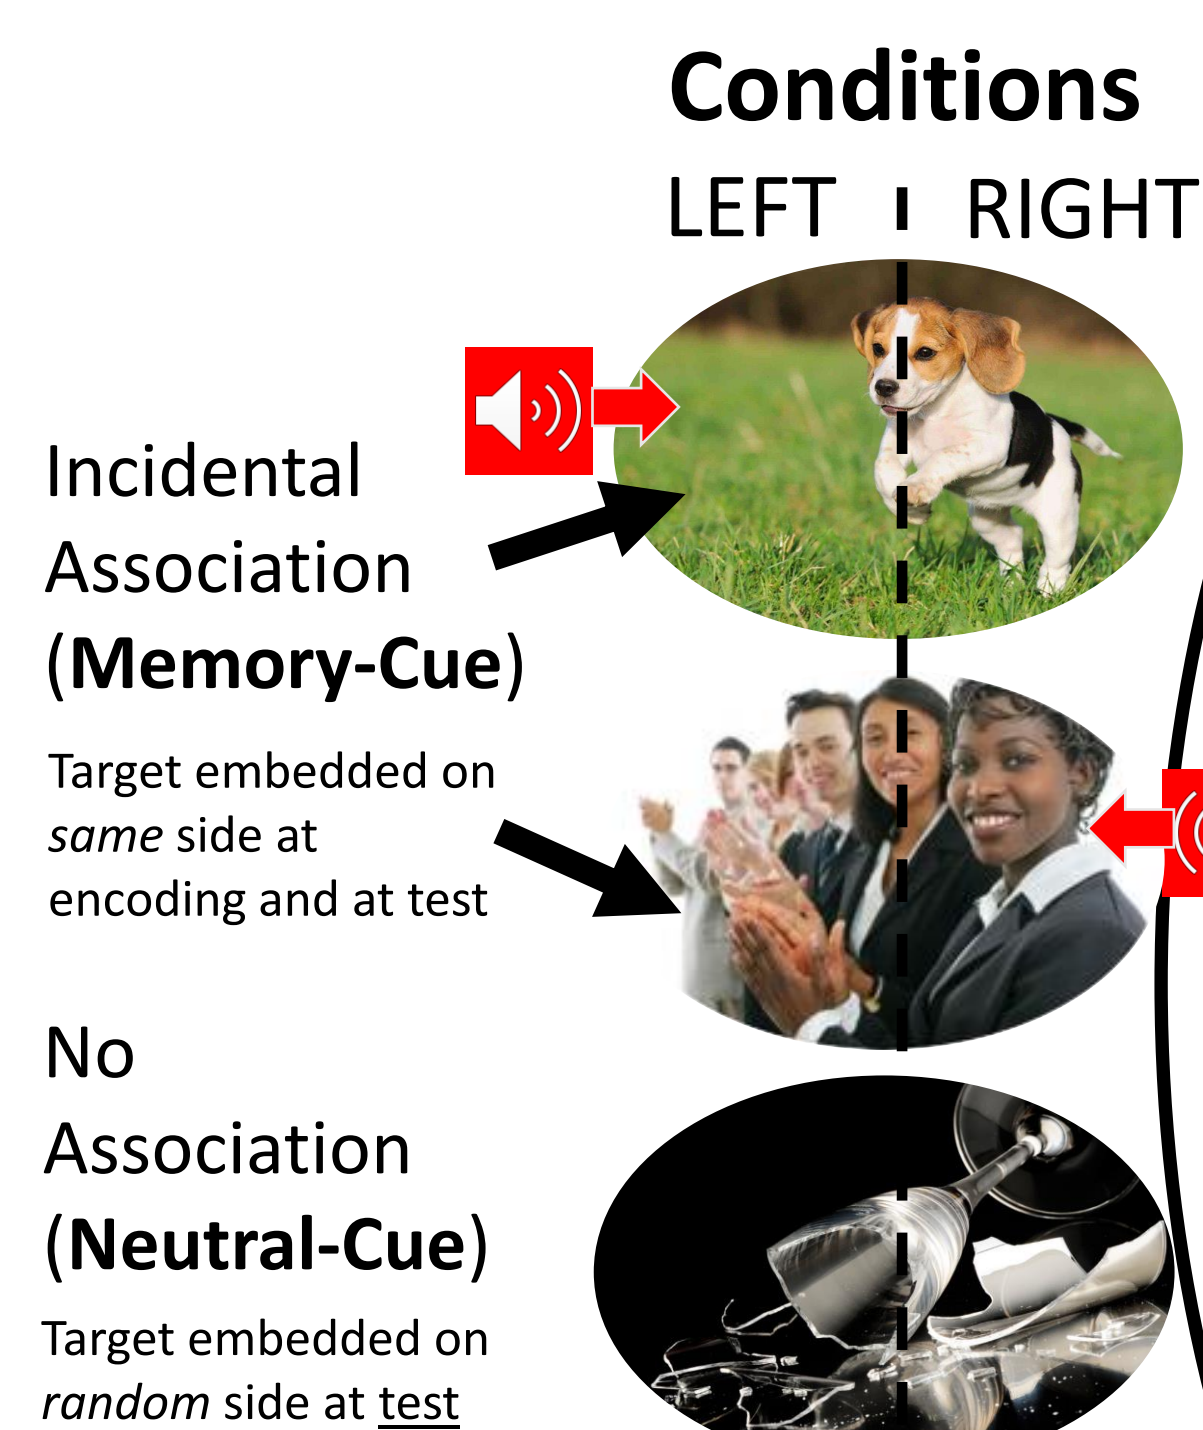 Conditions
LEFT RIGHT
Incidental
Association
(Memory-Cue)
Target embedded on
same side at
encoding and at test
No
Association
(Neutral-Cue)
Target embedded on
random side at test